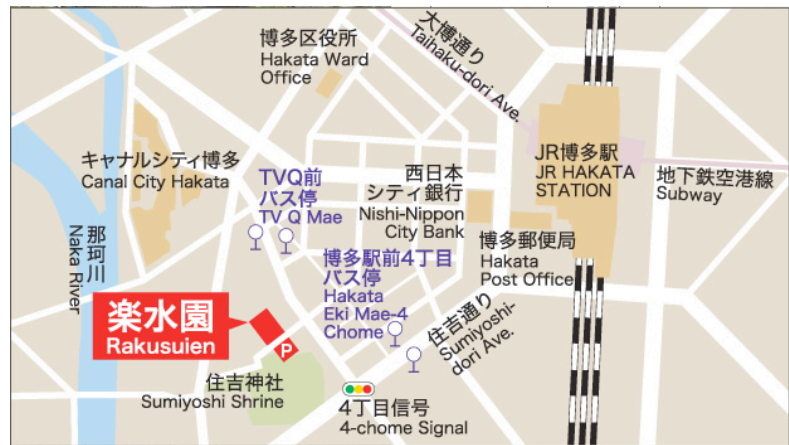 博多区役所
Hakata Ward
Office
大博通り
Taihaku-dori Ave.
キャナルシティ博多
Canal City Hakata
TVQ前
バス停
TV Q Mae
西日本
シティ銀行
Nishi-Nippon
City Bank
JR博多駅
JR HAKATA
STATION
地下鉄空港線
Subway
那珂川
Naka River
博多駅前4丁目
バス停
Hakata
Eki Mae-4
Chome
博多郵便局
Hakata
Post Office
住吉通り
Sumiyoshi-
dori Ave.
楽水園
Rakusuien
P
住吉神社
Sumiyoshi Shrine
4丁目信号
4-chome Signal